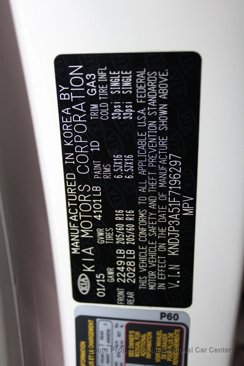 MANUFACTURED IN KOREA BY
KIA MOTORS CORPORATION
01/15 GVWR 4101LB PAINT 1D TRIM GA3
GAWR TIRES RIMS COLD TIRE INFL
FRONT 2249LB 205/60 R16 6.5JX16 33psi SINGLE
REAR 2028LB 205/60 R16 6.5JX16 33psi SINGLE
THIS VEHICLE CONFORMS TO ALL APPLICABLE U.S.A. FEDERAL
MOTOR VEHICLE SAFETY AND THEFT PREVENTION STANDARDS
IN EFFECT ON THE DATE OF MANUFACTURE SHOWN ABOVE.
V.I.N KNDJP3A51F7196297
MPV
KIA
P60